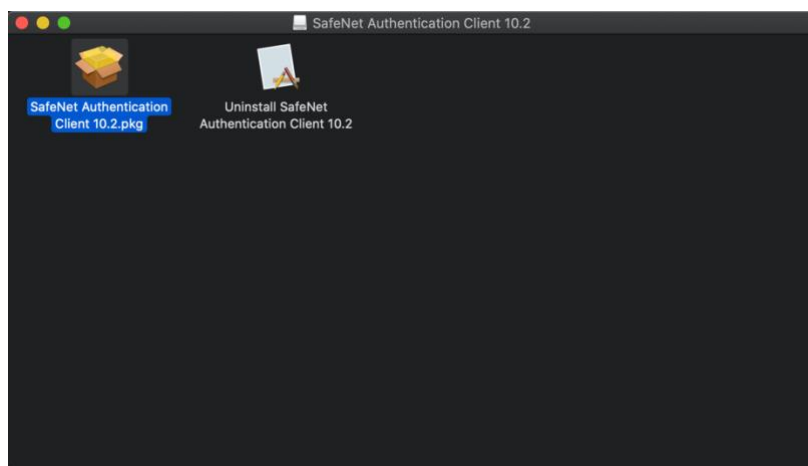 SafeNet Authentication Client 10.2
SafeNet Authentication
Client 10.2.pkg
Uninstall SafeNet
Authentication Client 10.2